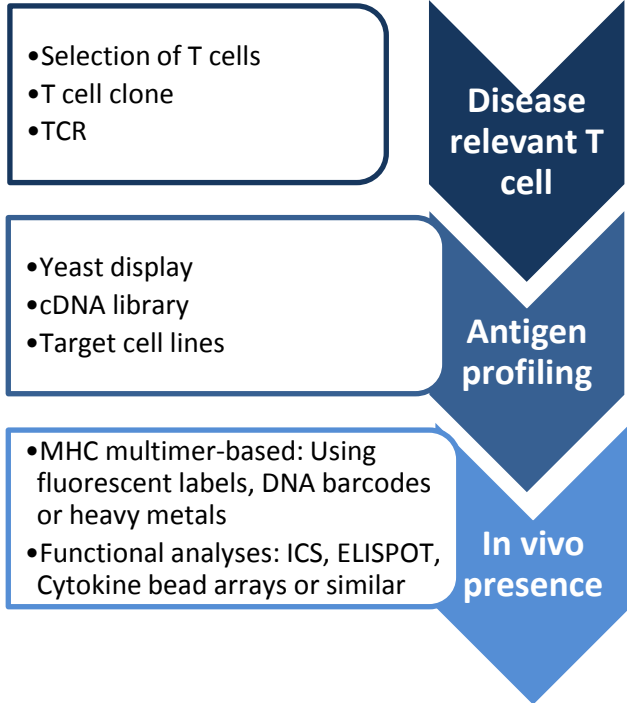 •Selection of T cells
•T cell clone
•TCR
Disease
relevant T
cell
•Yeast display
•cDNA library
•Target cell lines
Antigen
profiling
•MHC multimer-based: Using
fluorescent labels, DNA barcodes
or heavy metals
•Functional analyses: ICS, ELISPOT,
Cytokine bead arrays or similar
In vivo
presence